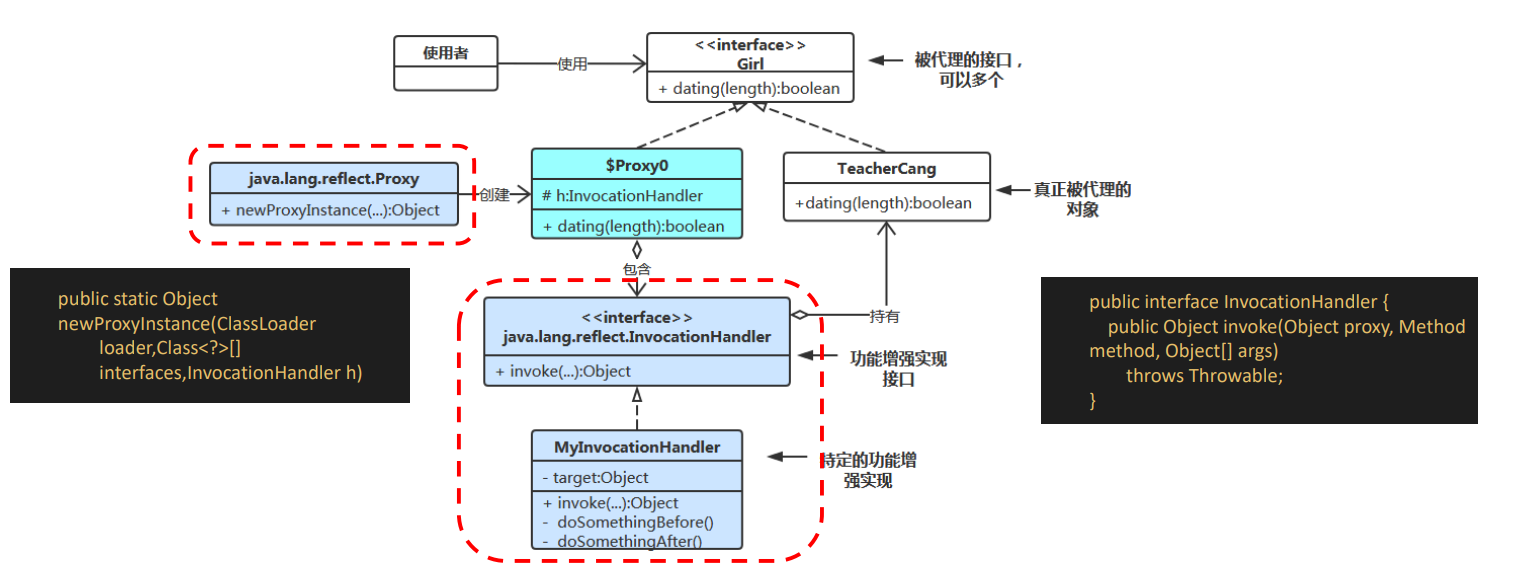 使用者
使用
<<interface>>
Girl
+ dating(length):boolean
被代理的接口，
可以多个
java.lang.reflect.Proxy
+ newProxyInstance(...):Object
创建
$Proxy0
# h:InvocationHandler
+ dating(length):boolean
TeacherCang
+dating(length):boolean
真正被代理的
对象
包含
public static Object
newProxyInstance(ClassLoader
loader,Class<?>[]
interfaces,InvocationHandler h)
<<interface>>
java.lang.reflect.InvocationHandler
+ invoke(...):Object
持有
功能增强实现
接口
public interface InvocationHandler {
public Object invoke(Object proxy, Method
method, Object[] args)
throws Throwable;
}
MyInvocationHandler
- target:Object
+ invoke(...):Object
- doSomethingBefore()
- doSomethingAfter()
特定的功能增
强实现